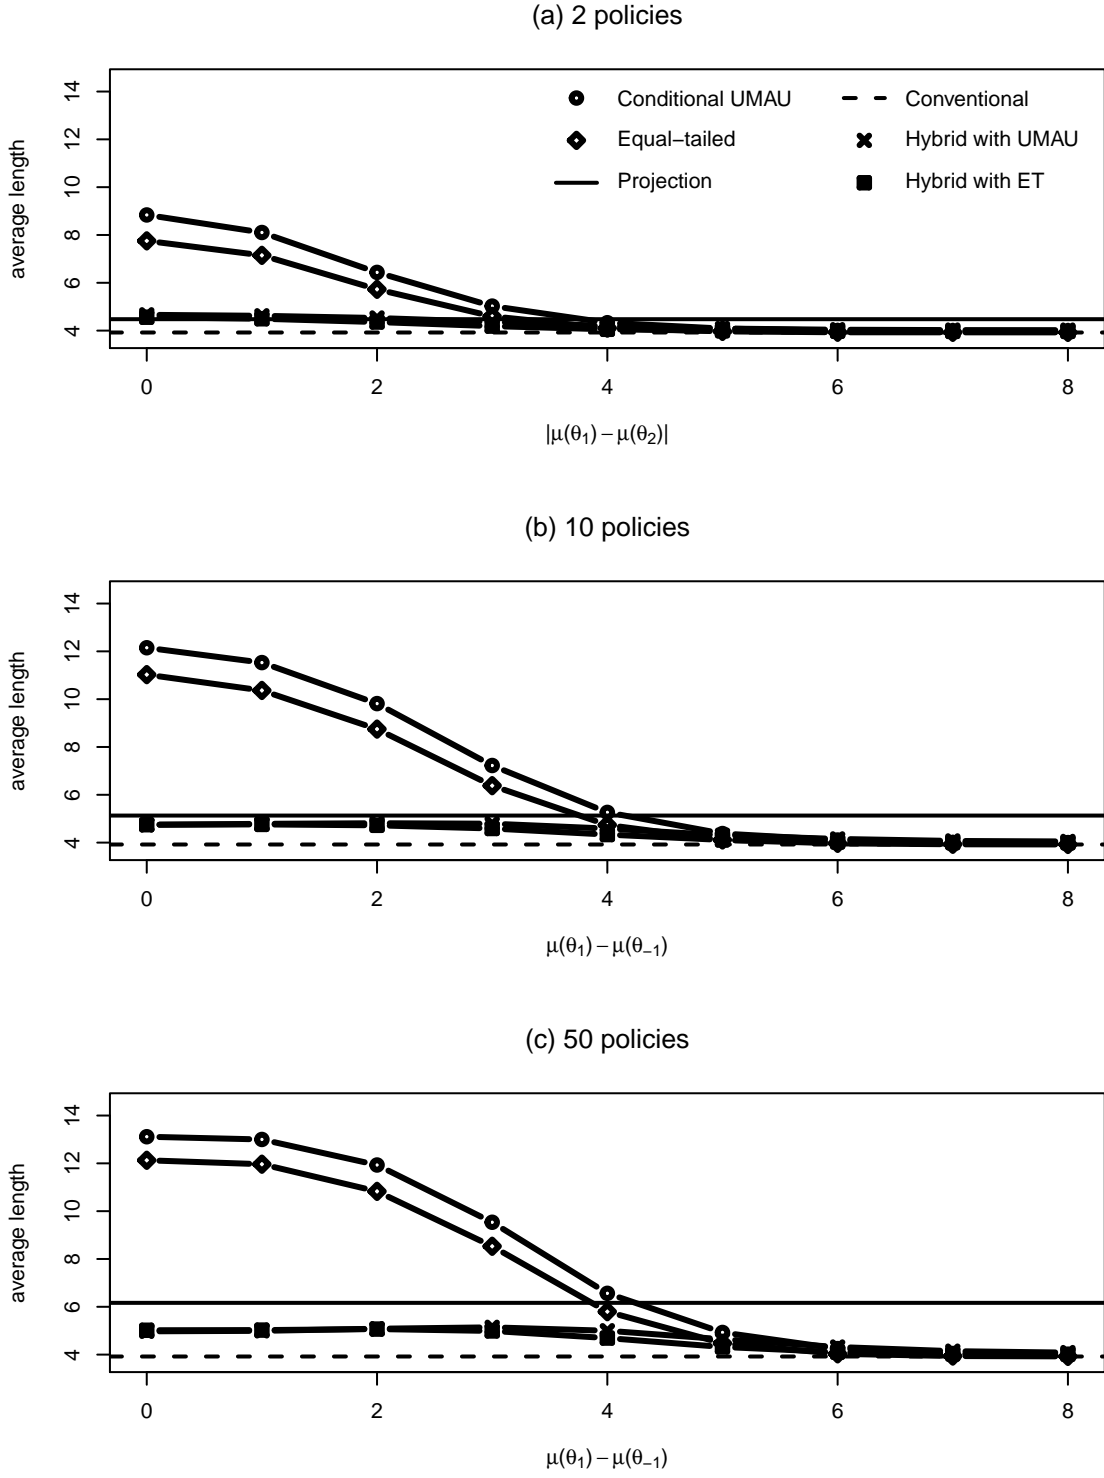 (a) 2 policies
average length
14
12
10
8
6
4
Conditional UMAU
Equal−tailed
Projection
Conventional
Hybrid with UMAU
Hybrid with ET
0 2 4 6 8
|μ(θ1) − μ(θ2)|
(b) 10 policies
average length
14
12
10
8
6
4
0 2 4 6 8
μ(θ1) − μ(θ−1)
(c) 50 policies
average length
14
12
10
8
6
4
0 2 4 6 8
μ(θ1) − μ(θ−1)